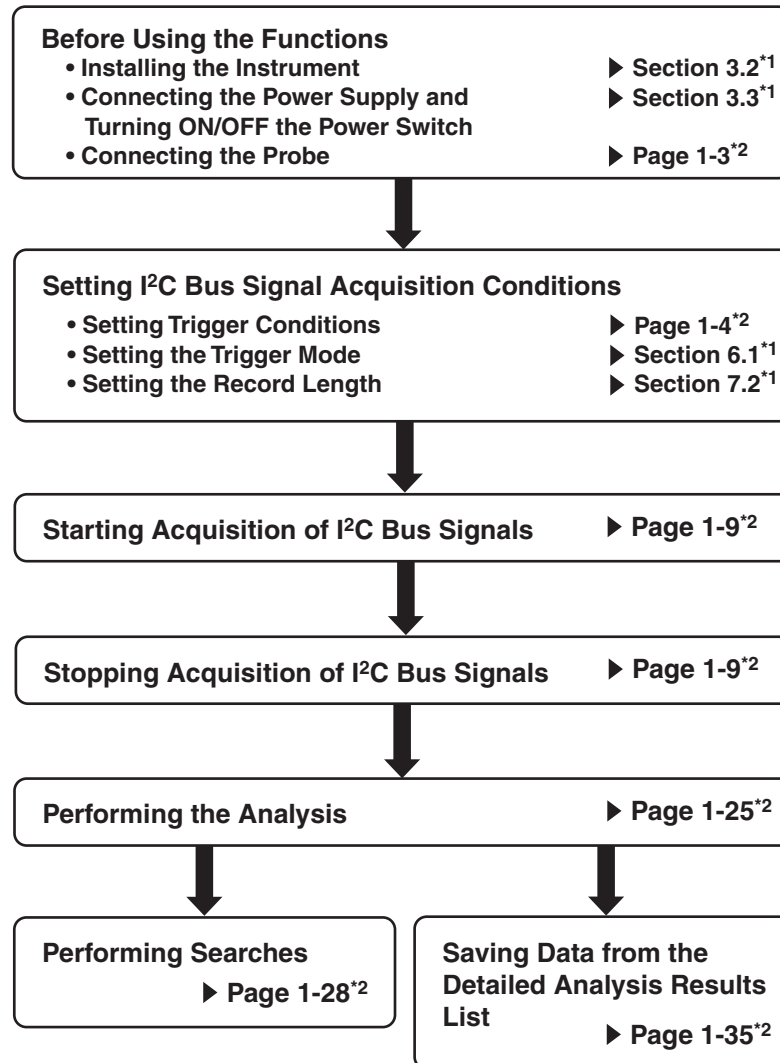 Before Using the Functions
• Installing the Instrument ▶ Section 3.2*1
• Connecting the Power Supply and ▶ Section 3.3*1
Turning ON/OFF the Power Switch
• Connecting the Probe ▶ Page 1-3*2
Setting I²C Bus Signal Acquisition Conditions
• Setting Trigger Conditions ▶ Page 1-4*2
• Setting the Trigger Mode ▶ Section 6.1*1
• Setting the Record Length ▶ Section 7.2*1
Starting Acquisition of I²C Bus Signals ▶ Page 1-9*2
Stopping Acquisition of I²C Bus Signals ▶ Page 1-9*2
Performing the Analysis ▶ Page 1-25*2
Performing Searches
▶ Page 1-28*2
Saving Data from the
Detailed Analysis Results
List
▶ Page 1-35*2